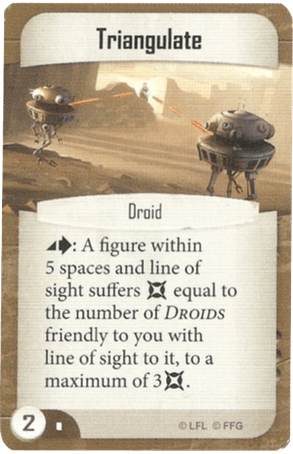 Triangulate
Droid
: A figure within
5 spaces and line of
sight suffers equal to
the number of DROIDS
friendly to you with
line of sight to it, to a
maximum of 3.
2
© LFL © FFG